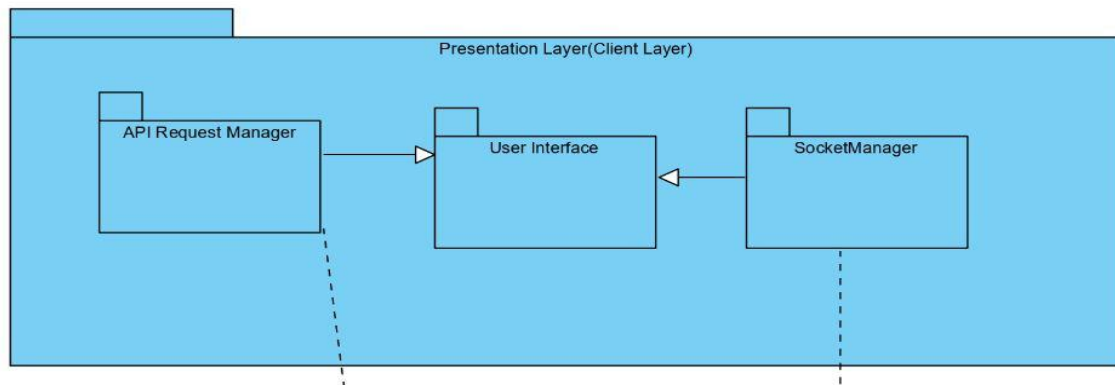 Presentation Layer(Client Layer)
API Request Manager
User Interface
SocketManager